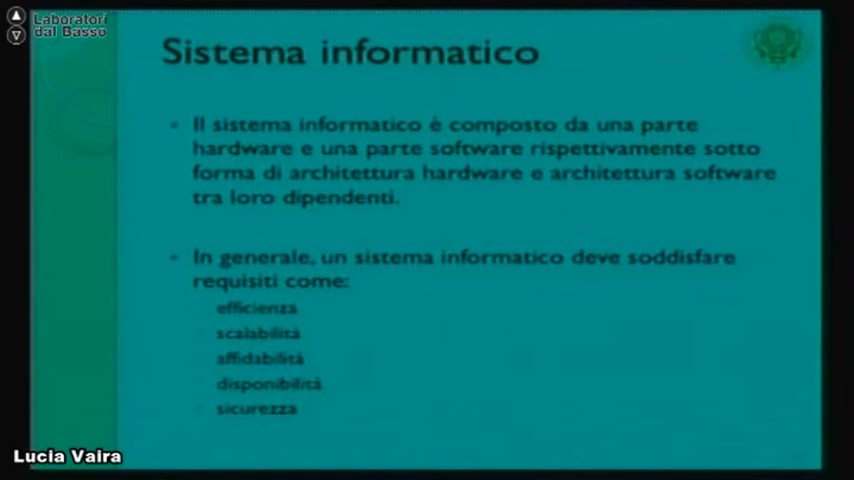 Laboratori
dal Basso
Sistema informatico
Il sistema informatico è composto da una parte
hardware e una parte software rispettivamente sotto
forma di architettura hardware e architettura software
tra loro dipendenti.
In generale, un sistema informatico deve soddisfare
requisiti come:
efficienza
scalabilità
affidabilità
disponibilità
sicurezza
Lucia Vaira